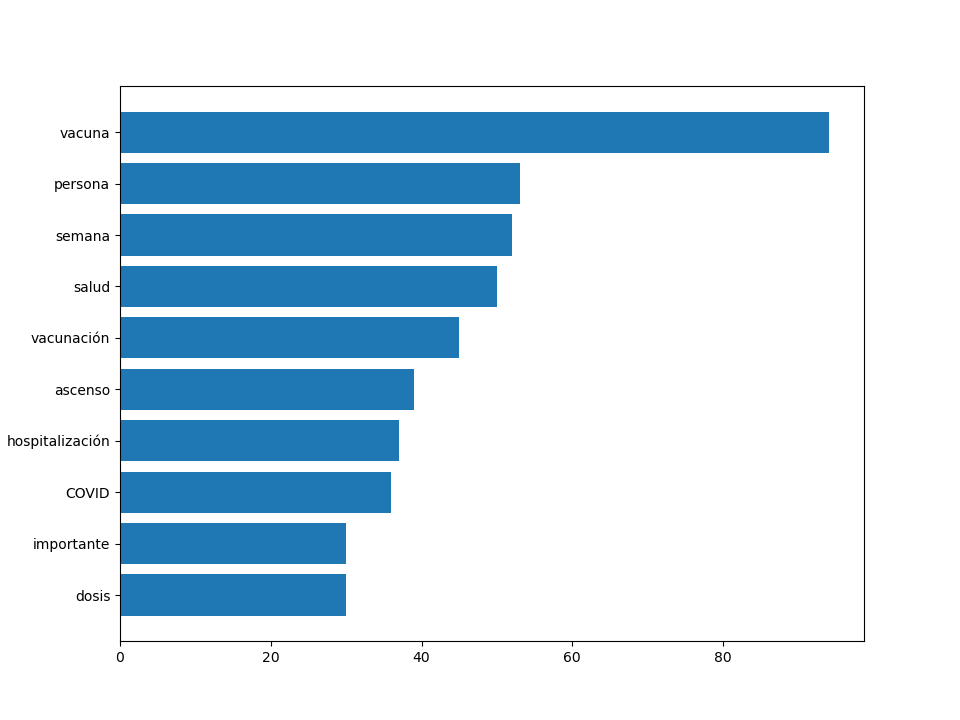 vacuna
persona
semana
salud
vacunación
ascenso
hospitalización
COVID
importante
dosis
0 20 40 60 80